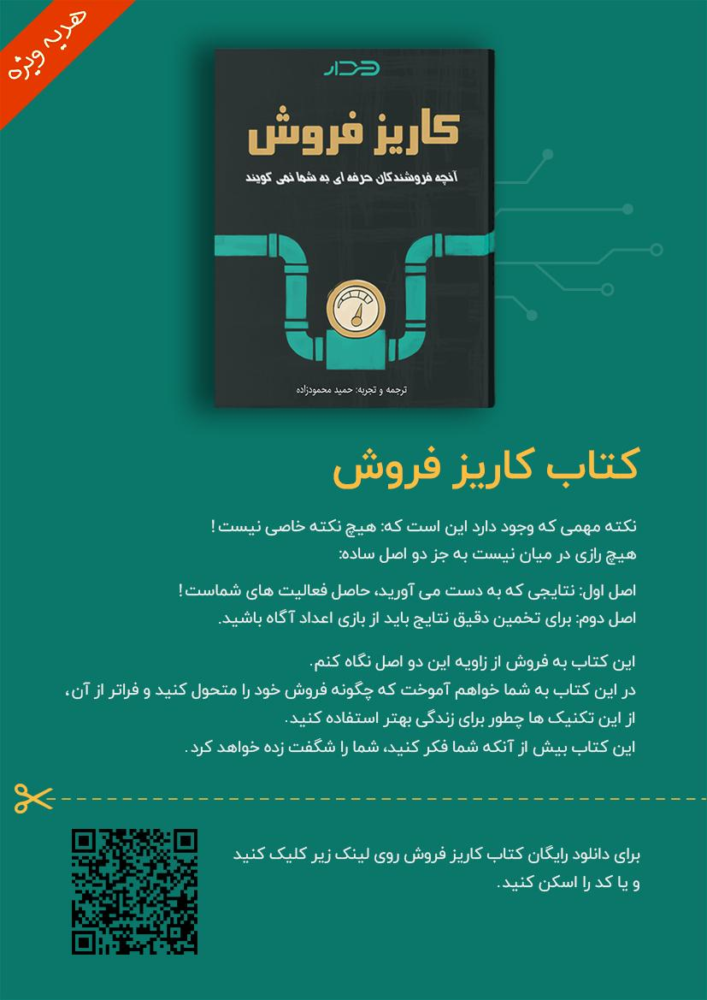 هدیه ویژه
کاریز فروش
آنچه فروشندگان حرفه ای به شما نمی گویند
ترجمه و تجربه: حمید محمودزاده
کتاب کاریز فروش
نکته مهمی که وجود دارد این است که: هیچ نکته خاصی نیست!
هیچ رازی در میان نیست به جز دو اصل ساده:
اصل اول: نتایجی که به دست می آورید، حاصل فعالیت های شماست!
اصل دوم: برای تخمین دقیق نتایج باید از بازی اعداد آگاه باشید.
این کتاب به فروش از زاویه این دو اصل نگاه کنم.
در این کتاب به شما خواهم آموخت که چگونه فروش خود را متحول کنید و فراتر از آن،
از این تکنیک ها چطور برای زندگی بهتر استفاده کنید.
این کتاب بیش از آنکه شما فکر کنید، شما را شگفت زده خواهد کرد.
برای دانلود رایگان کتاب کاریز فروش روی لینک زیر کلیک کنید
و یا کد را اسکن کنید.